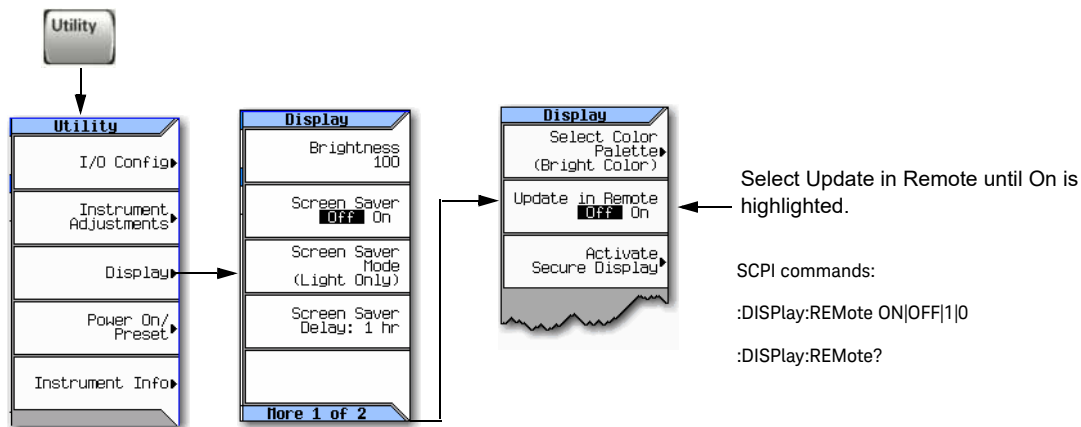 Utility
Utility
I/O Config
Instrument
Adjustments
Display
Power On/
Preset
Instrument Info
Display
Brightness
100
Screen Saver
Off On
Screen Saver
Mode
(Light Only)
Screen Saver
Delay: 1 hr
More 1 of 2
Display
Select Color
Palette
(Bright Color)
Update in Remote
Off On
Activate
Secure Display
Select Update in Remote until On is
highlighted.
SCPI commands:
:DISPlay:REMote ON|OFF|1|0
:DISPlay:REMote?